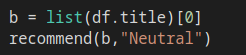 b = list(df.title)[0]
recommend(b,"Neutral")